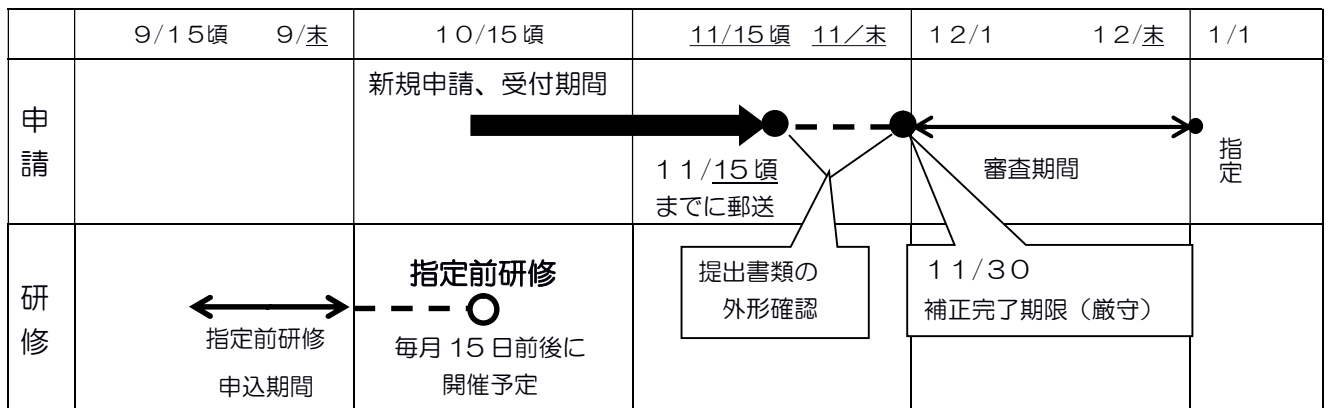 9/15頃 9/末 10/15頃 11/15頃 11/末 12/1 12/末 1/1
申請
新規申請、受付期間
11/15頃
までに郵送
審査期間
指定
研修
指定前研修
申込期間
指定前研修
毎月15日前後に
開催予定
提出書類の
外形確認
11/30
補正完了期限（厳守）